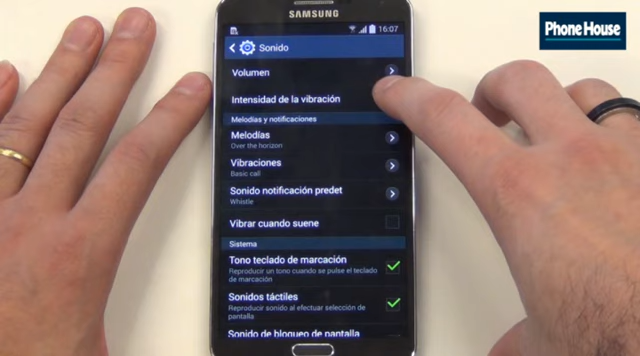 SAMSUNG
Phone House
16:07
Sonido
Volumen
Intensidad de la vibración
Melodías y notificaciones
Melodías
Over the horizon
Vibraciones
Basic call
Sonido notificación predet
Whistle
Vibrar cuando suene
Sistema
Tono teclado de marcación
Reproducir un tono cuando se pulse el teclado
de marcación
Sonidos táctiles
Reproducir sonido al efectuar selección de
pantalla
Sonido de bloqueo de pantalla